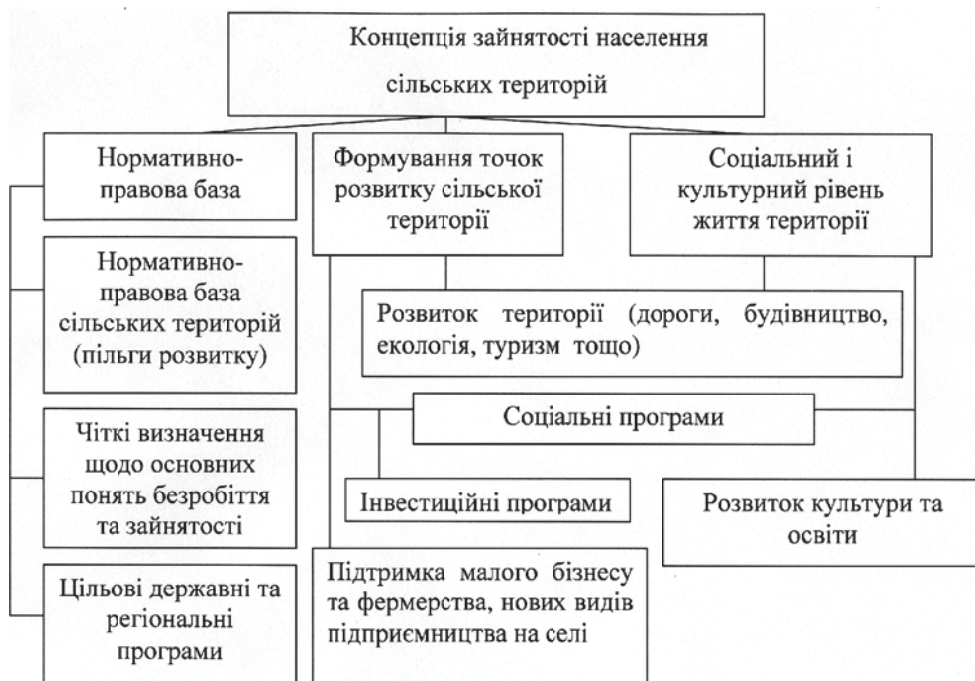 Концепція зайнятості населення
сільських територій
Нормативно-
правова база
Формування точок
розвитку сільської
території
Соціальний і
культурний рівень
життя території
Нормативно-
правова база
сільських територій
(пільги розвитку)
Розвиток території (дороги, будівництво,
екологія, туризм тощо)
Соціальні програми
Чіткі визначення
щодо основних
понять безробіття
та зайнятості
Інвестиційні програми
Розвиток культури та
освіти
Цільові державні та
регіональні
програми
Підтримка малого бізнесу
та фермерства, нових видів
підприємництва на селі